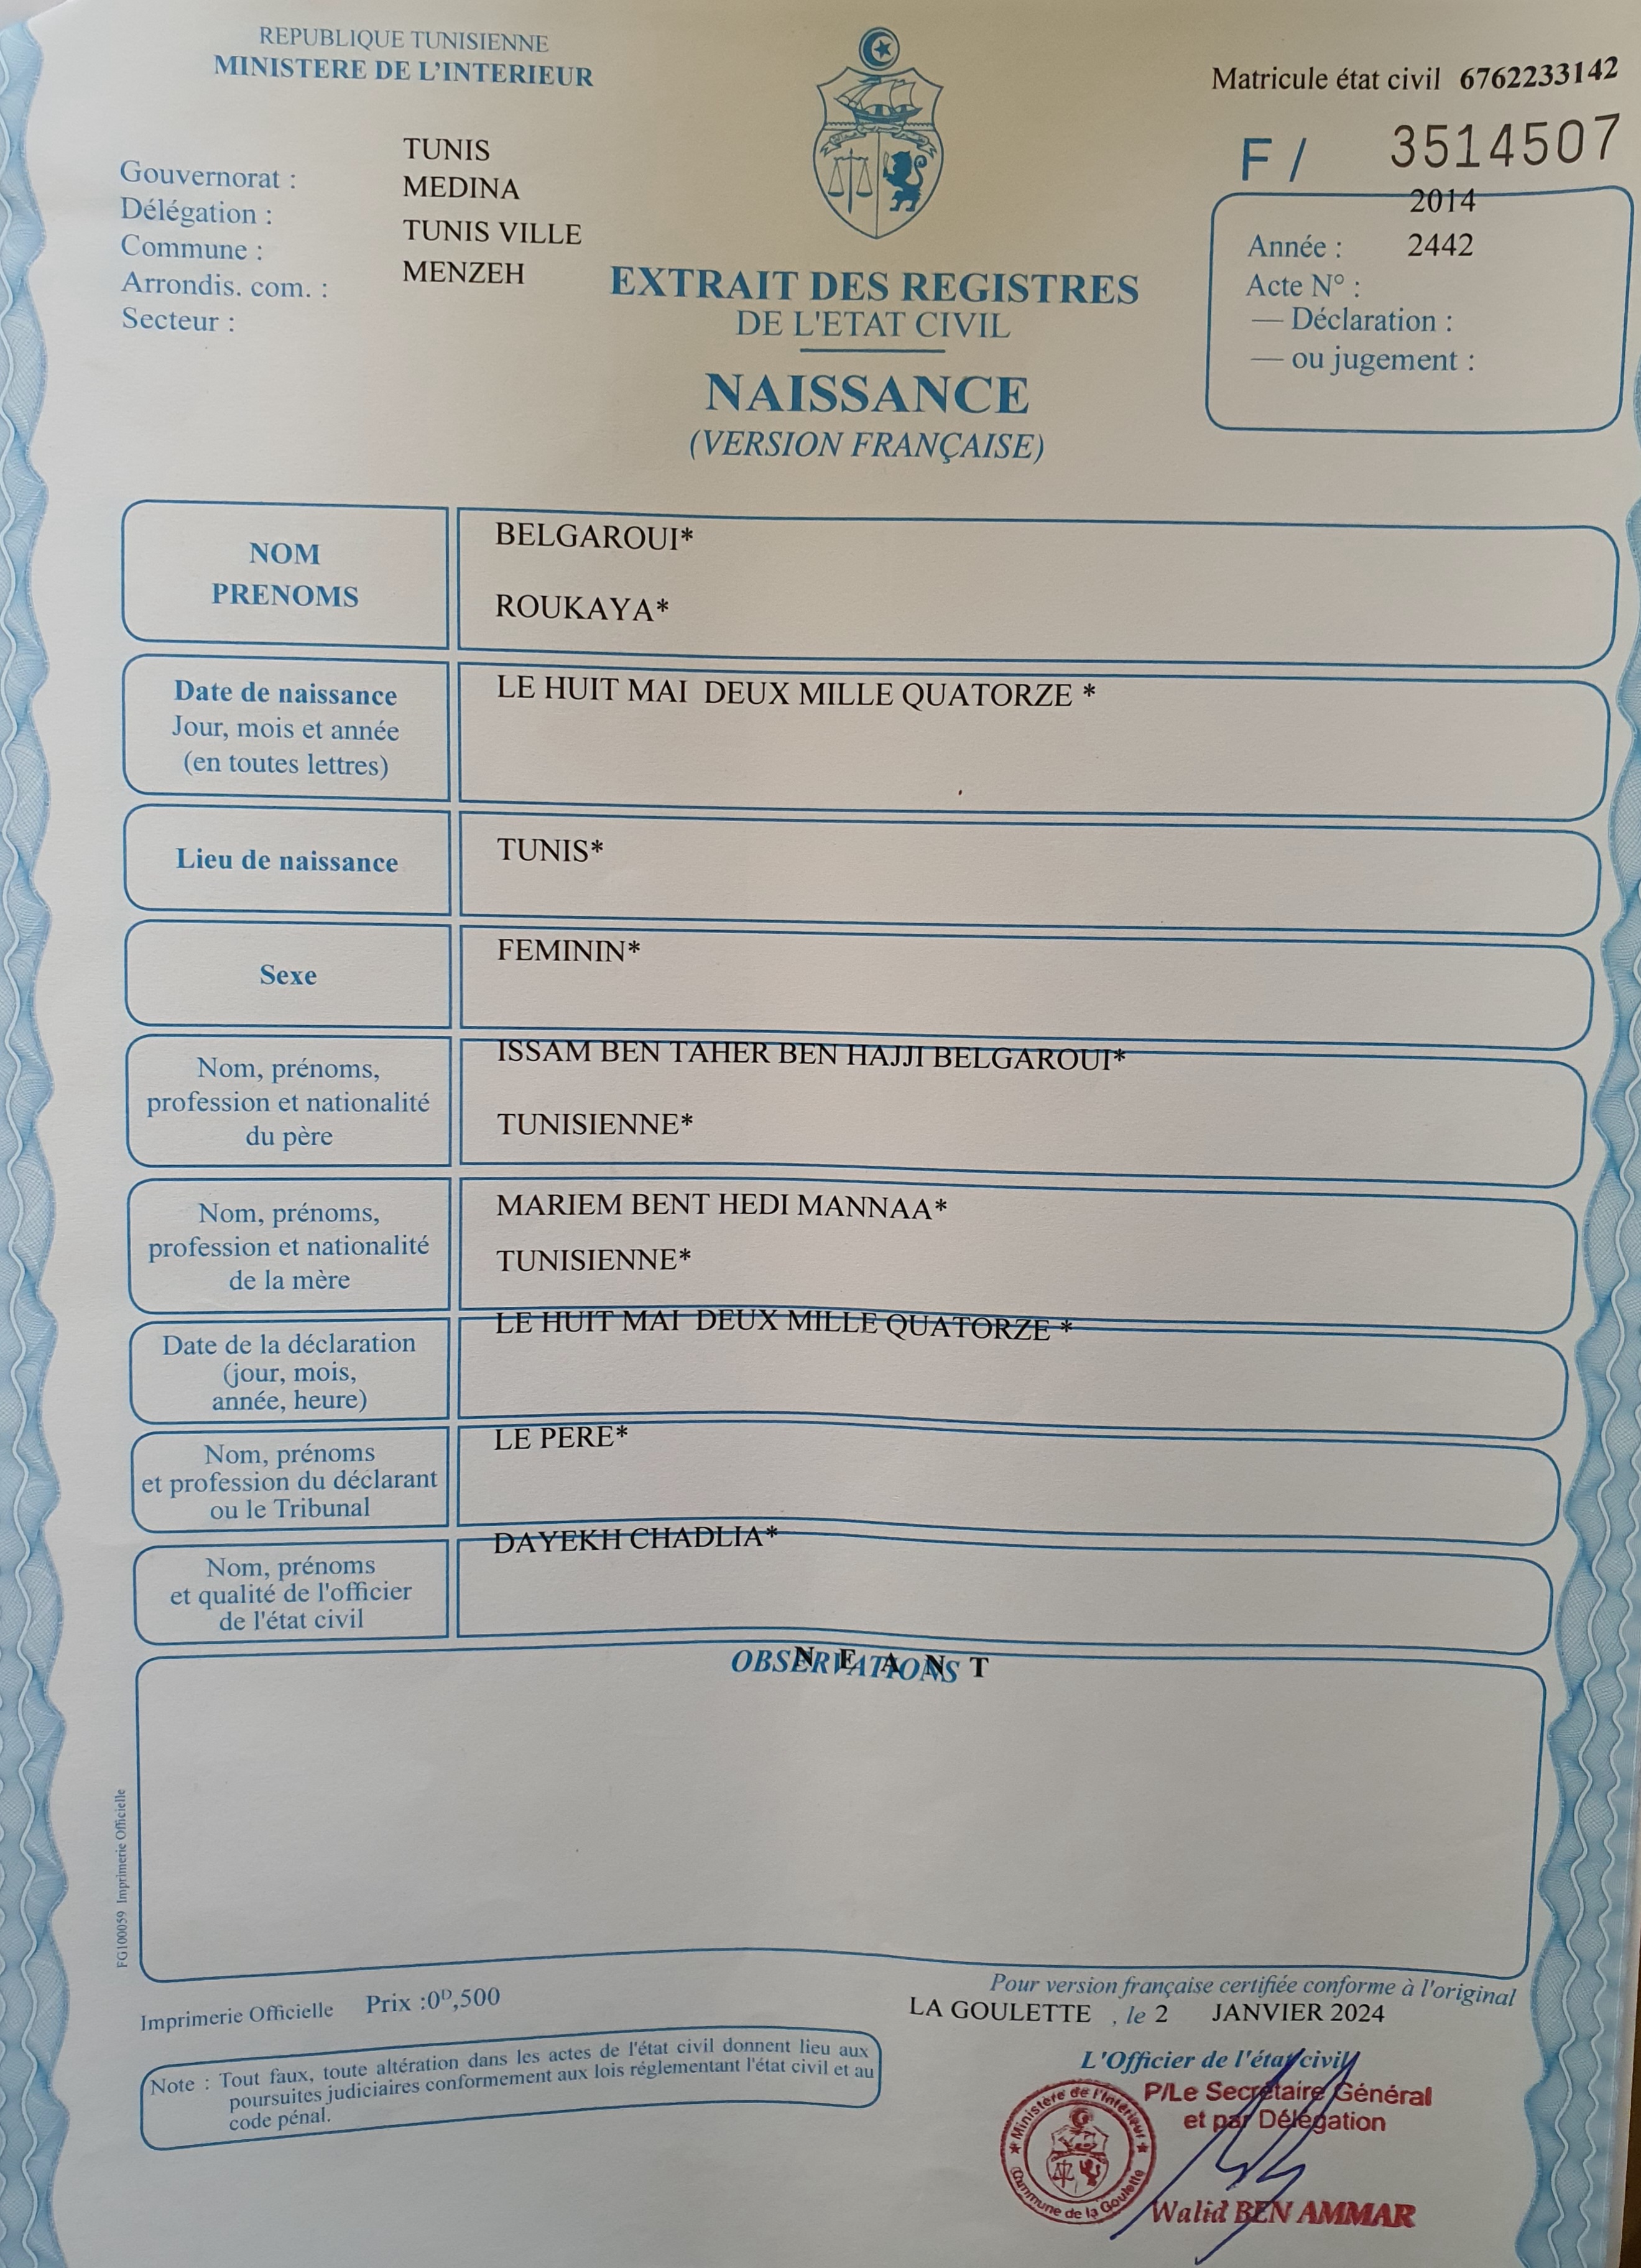 REPUBLIQUE TUNISIENNE
MINISTERE DE L'INTERIEUR
Matricule état civil 6762233142
F / 3514507
Gouvernorat : TUNIS
Délégation : MEDINA
Commune : TUNIS VILLE
Arrondis. com. : MENZEH
Secteur :
2014
Année : 2442
Acte N° :
— Déclaration :
— ou jugement :
EXTRAIT DES REGISTRES
DE L'ETAT CIVIL
NAISSANCE
(VERSION FRANÇAISE)
NOM
PRENOMS
BELGAROUI*
ROUKAYA*
Date de naissance
Jour, mois et année
(en toutes lettres)
LE HUIT MAI DEUX MILLE QUATORZE *
Lieu de naissance
TUNIS*
Sexe
FEMININ*
Nom, prénoms,
profession et nationalité
du père
ISSAM BEN TAHER BEN HAJJI BELGAROUI*
TUNISIENNE*
Nom, prénoms,
profession et nationalité
de la mère
MARIEM BENT HEDI MANNAA*
TUNISIENNE*
Date de la déclaration
(jour, mois,
année, heure)
LE HUIT MAI DEUX MILLE QUATORZE *
Nom, prénoms
et profession du déclarant
ou le Tribunal
LE PERE*
Nom, prénoms
et qualité de l'officier
de l'état civil
DAYEKH CHADLIA*
OBSERVATIONS
N E A N T
FG100059 Imprimerie Officielle
Imprimerie Officielle Prix :0ᴰ,500
Note : Tout faux, toute altération dans les actes de l'état civil donnent lieu aux
poursuites judiciaires conformement aux lois réglementant l'état civil et au
code pénal.
Pour version française certifiée conforme à l'original
LA GOULETTE , le 2 JANVIER 2024
L'Officier de l'état civil
P/Le Secrétaire Général
et par Délégation
Ministère de l'Intérieur
Commune de la Goulette
Walid BEN AMMAR